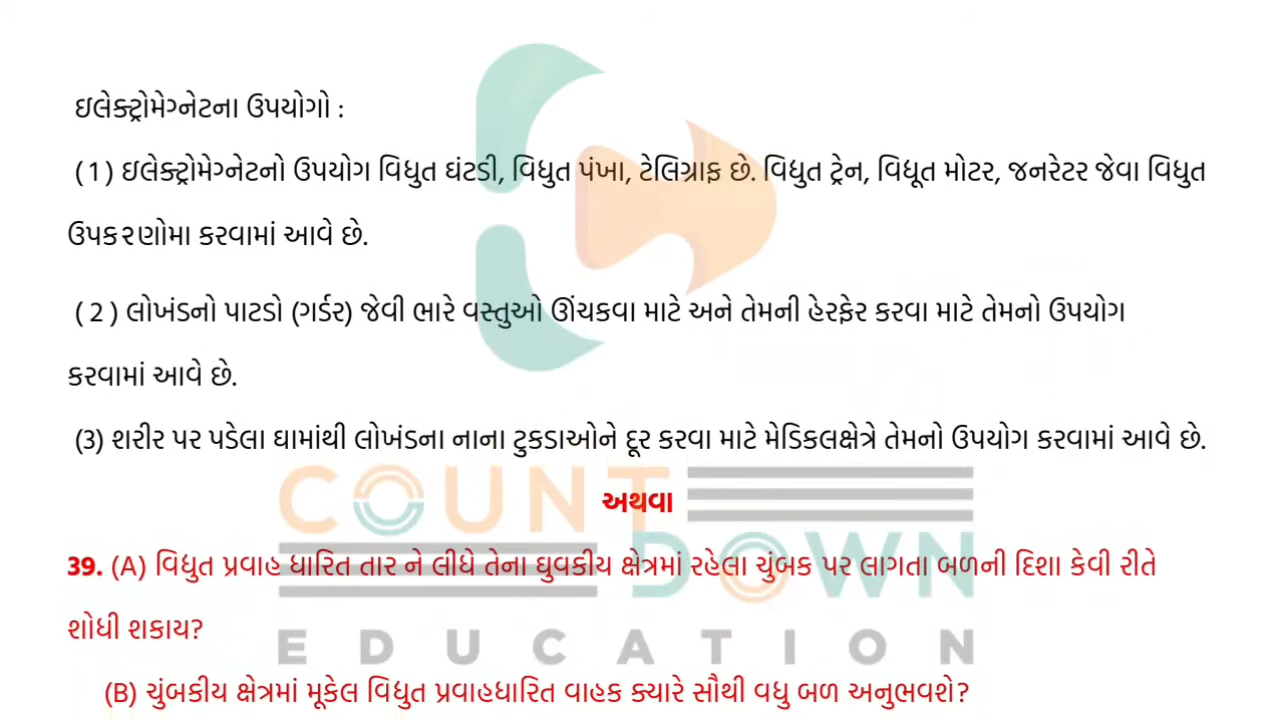 ઇલેક્ટ્રોમેગ્નેટના ઉપયોગો :
( 1 ) ઇલેક્ટ્રોમેગ્નેટનો ઉપયોગ વિધુત ઘંટડી, વિધુત પંખા, ટેલિગ્રાફ છે. વિદ્યુત ટ્રેન, વિદ્યૂત મોટર, જનરેટર જેવા વિધુત
ઉપક૨ણોમા કરવામાં આવે છે.
( 2 ) લોખંડનો પાટડો (ગર્ડર) જેવી ભારે વસ્તુઓ ઊંચકવા માટે અને તેમની હેરફેર કરવા માટે તેમનો ઉપયોગ
કરવામાં આવે છે.
(3) શરીર પર પડેલા ઘામાંથી લોખંડના નાના ટુકડાઓને દૂર કરવા માટે મેડિકલક્ષેત્રે તેમનો ઉપયોગ કરવામાં આવે છે.
અથવા
39. (A) વિદ્યુત પ્રવાહ ધારિત તાર ને લીધે તેના ધુવકીય ક્ષેત્રમાં રહેલા ચુંબક પર લાગતા બળની દિશા કેવી રીતે
શોધી શકાય?
(B) ચુંબકીય ક્ષેત્રમાં મૂકેલ વિદ્યુત પ્રવાહધારિત વાહક ક્યારે સૌથી વધુ બળ અનુભવશે?
COUNT
DOWN
EDUCATION